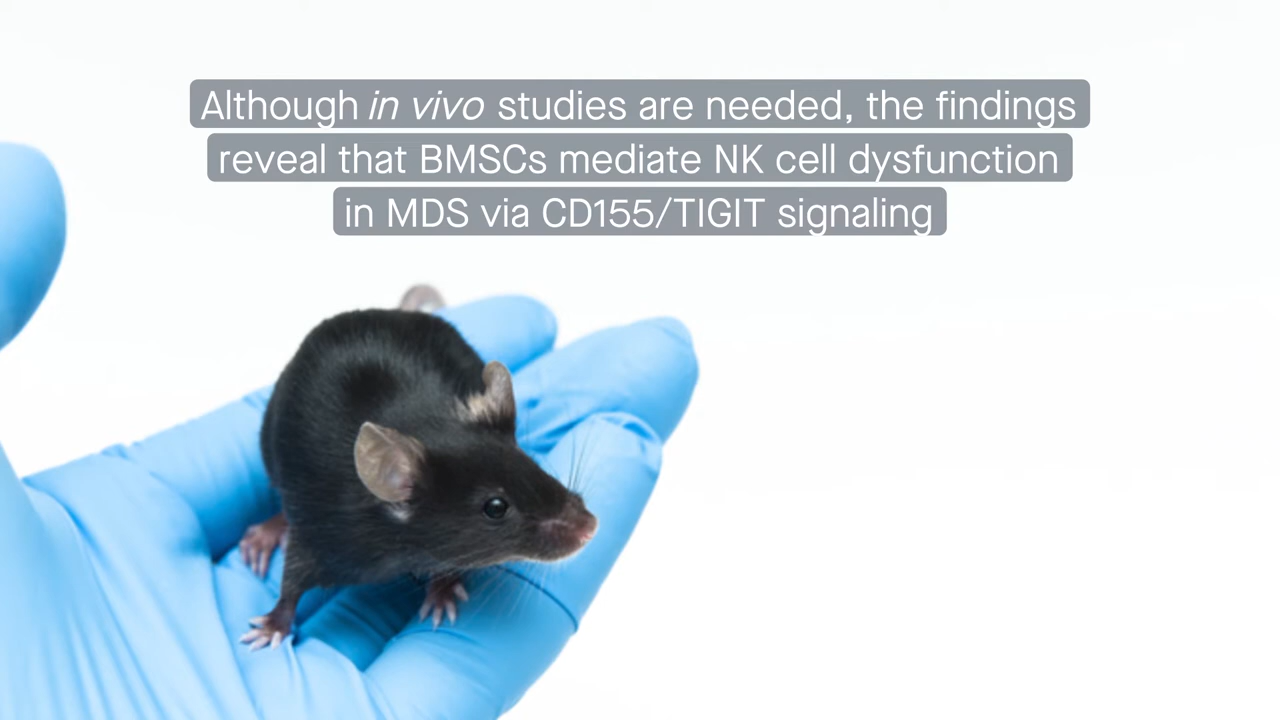 Although in vivo studies are needed, the findings
reveal that BMSCs mediate NK cell dysfunction
in MDS via CD155/TIGIT signaling